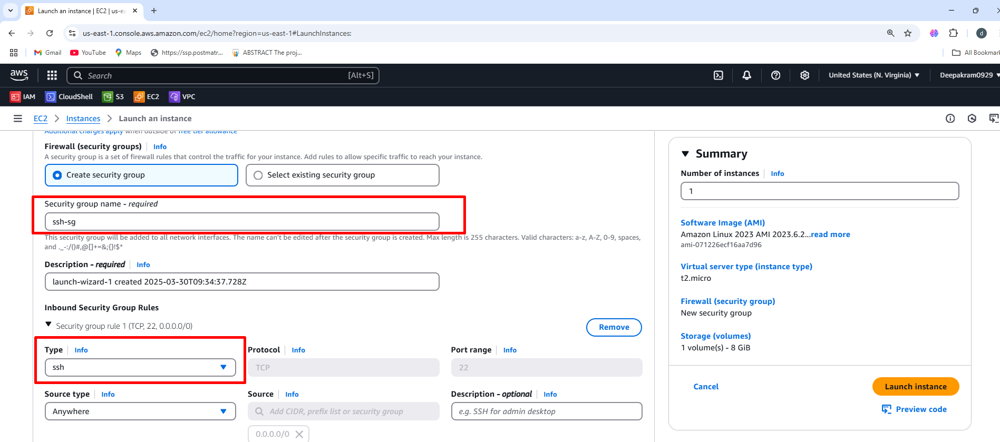 Launch an instance | EC2 | us-ea
us-east-1.console.aws.amazon.com/ec2/home?region=us-east-1#LaunchInstances:
d
Gmail YouTube Maps https://ssp.postmatr... ABSTRACT The proj... All Bookmark
aws Search [Alt+S] United States (N. Virginia) Deepakram0929
IAM CloudShell S3 EC2 VPC
EC2 Instances Launch an instance
Additional charges apply when outside of free tier allowance
Firewall (security groups) Info
A security group is a set of firewall rules that control the traffic for your instance. Add rules to allow specific traffic to reach your instance.
Create security group Select existing security group
Security group name - required
ssh-sg
This security group will be added to all network interfaces. The name can't be edited after the security group is created. Max length is 255 characters. Valid characters: a-z, A-Z, 0-9, spaces,
and ._-:/()#,@[]+=&;{}!$*
Description - required Info
launch-wizard-1 created 2025-03-30T09:34:37.728Z
Inbound Security Group Rules
Security group rule 1 (TCP, 22, 0.0.0.0/0) Remove
Type Info Protocol Info Port range Info
ssh TCP 22
Source type Info Source Info Description - optional Info
Anywhere Add CIDR, prefix list or security group e.g. SSH for admin desktop
0.0.0.0/0
Summary
Number of instances Info
1
Software Image (AMI)
Amazon Linux 2023 AMI 2023.6.2...read more
ami-071226ecf16aa7d96
Virtual server type (instance type)
t2.micro
Firewall (security group)
New security group
Storage (volumes)
1 volume(s) - 8 GiB
Cancel Launch instance
Preview code